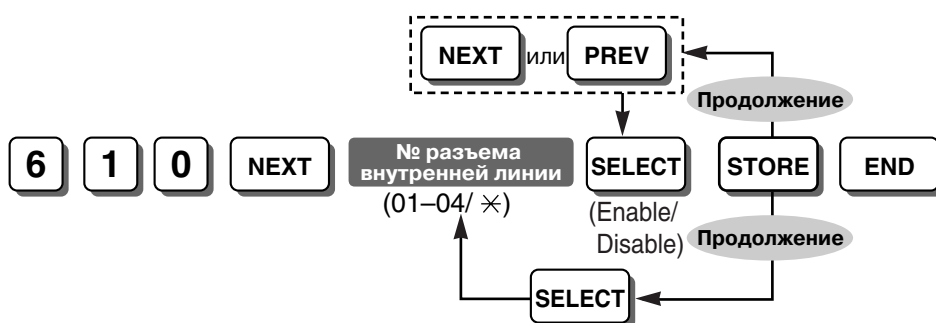 NEXT или PREV
Продолжение
6 1 0 NEXT
№ разъема
внутренней линии
(01–04/ ✳)
SELECT
(Enable/
Disable)
STORE
END
Продолжение
SELECT